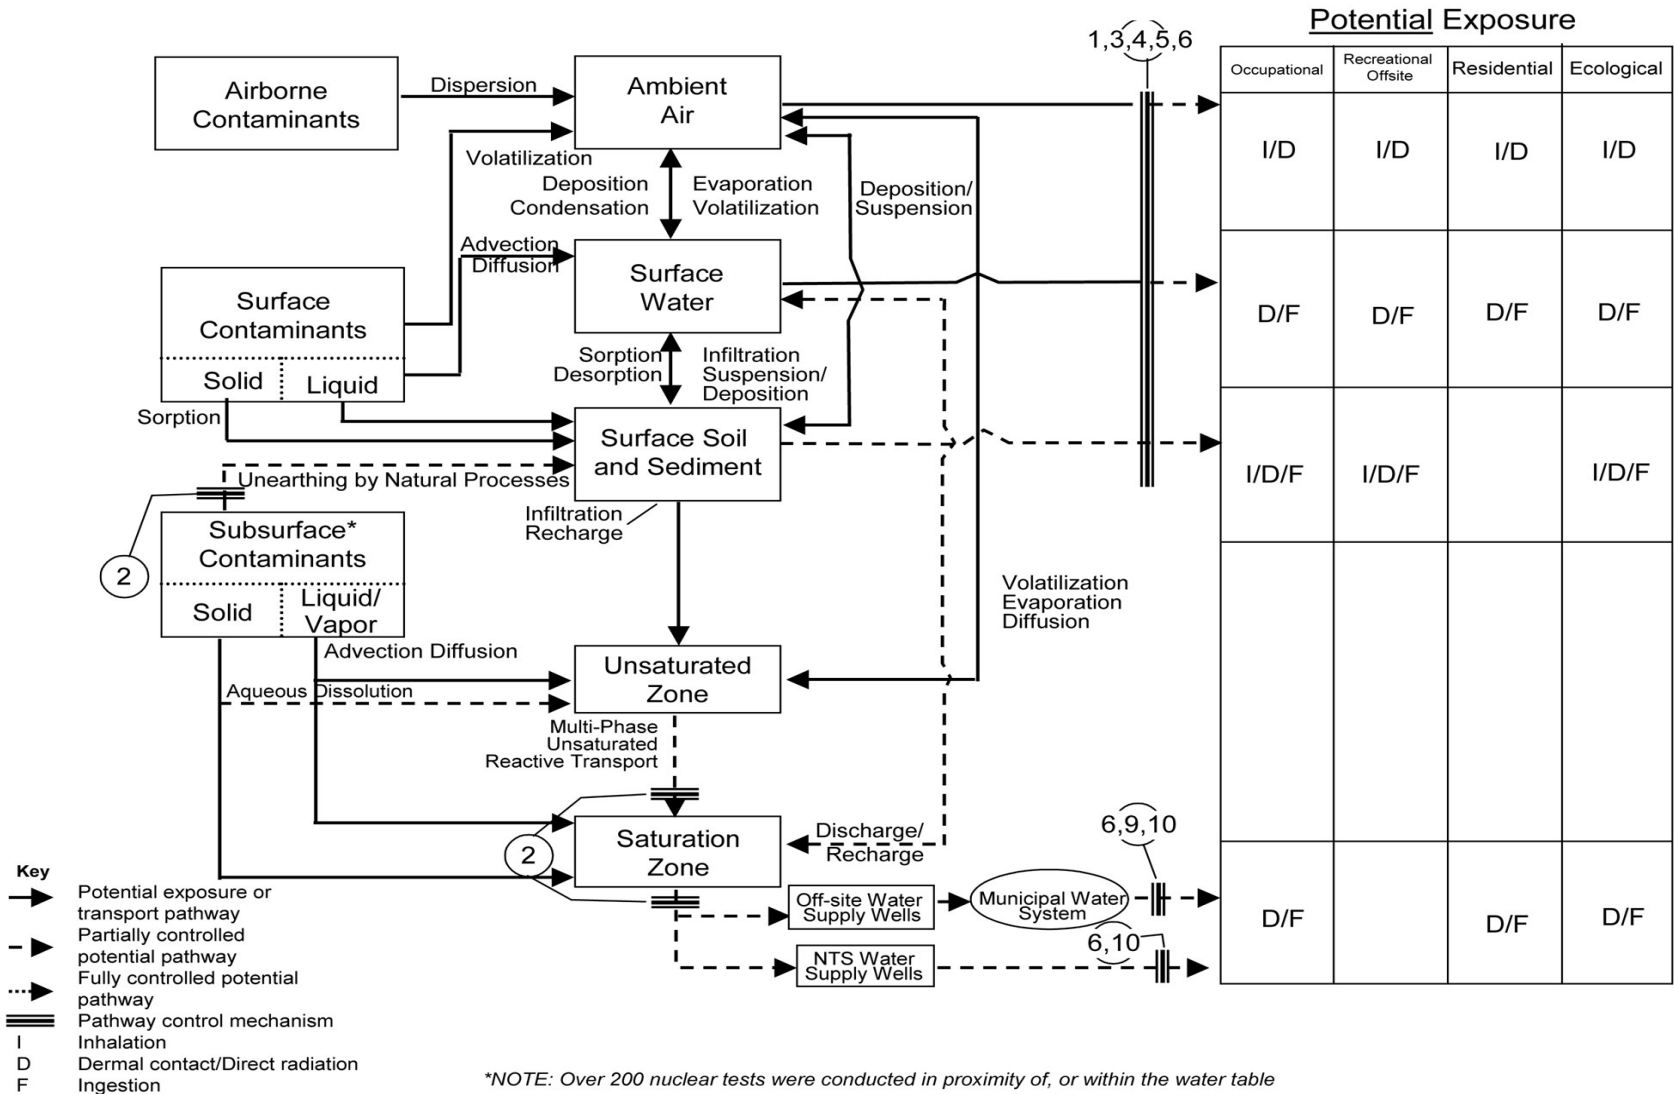 Potential Exposure
1,3,4,5,6
Occupational
Recreational
Offsite
Residential
Ecological
Airborne
Contaminants
Dispersion
Ambient
Air
I/D
I/D
I/D
I/D
Volatilization
Deposition
Condensation
Evaporation
Volatilization
Deposition/
Suspension
Advection
Diffusion
Surface
Water
D/F
D/F
D/F
D/F
Surface
Contaminants
Solid
Liquid
Sorption
Desorption
Infiltration
Suspension/
Deposition
Sorption
Surface Soil
and Sediment
I/D/F
I/D/F
I/D/F
Unearthing by Natural Processes
Infiltration
Recharge
Subsurface*
Contaminants
Solid
Liquid/
Vapor
2
Volatilization
Evaporation
Diffusion
Advection Diffusion
Unsaturated
Zone
Aqueous Dissolution
Multi-Phase
Unsaturated
Reactive Transport
2
Saturation
Zone
Discharge/
Recharge
6,9,10
Off-site Water
Supply Wells
Municipal Water
System
D/F
D/F
D/F
6,10
NTS Water
Supply Wells
Key
Potential exposure or
transport pathway
Partially controlled
potential pathway
Fully controlled potential
pathway
Pathway control mechanism
I Inhalation
D Dermal contact/Direct radiation
F Ingestion
*NOTE: Over 200 nuclear tests were conducted in proximity of, or within the water table